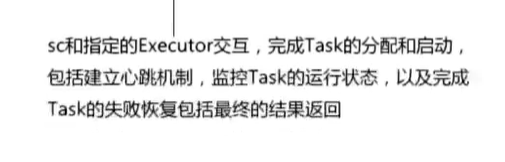 sc和指定的Executor交互，完成Task的分配和启动，
包括建立心跳机制，监控Task的运行状态，以及完成
Task的失败恢复包括最终的结果返回